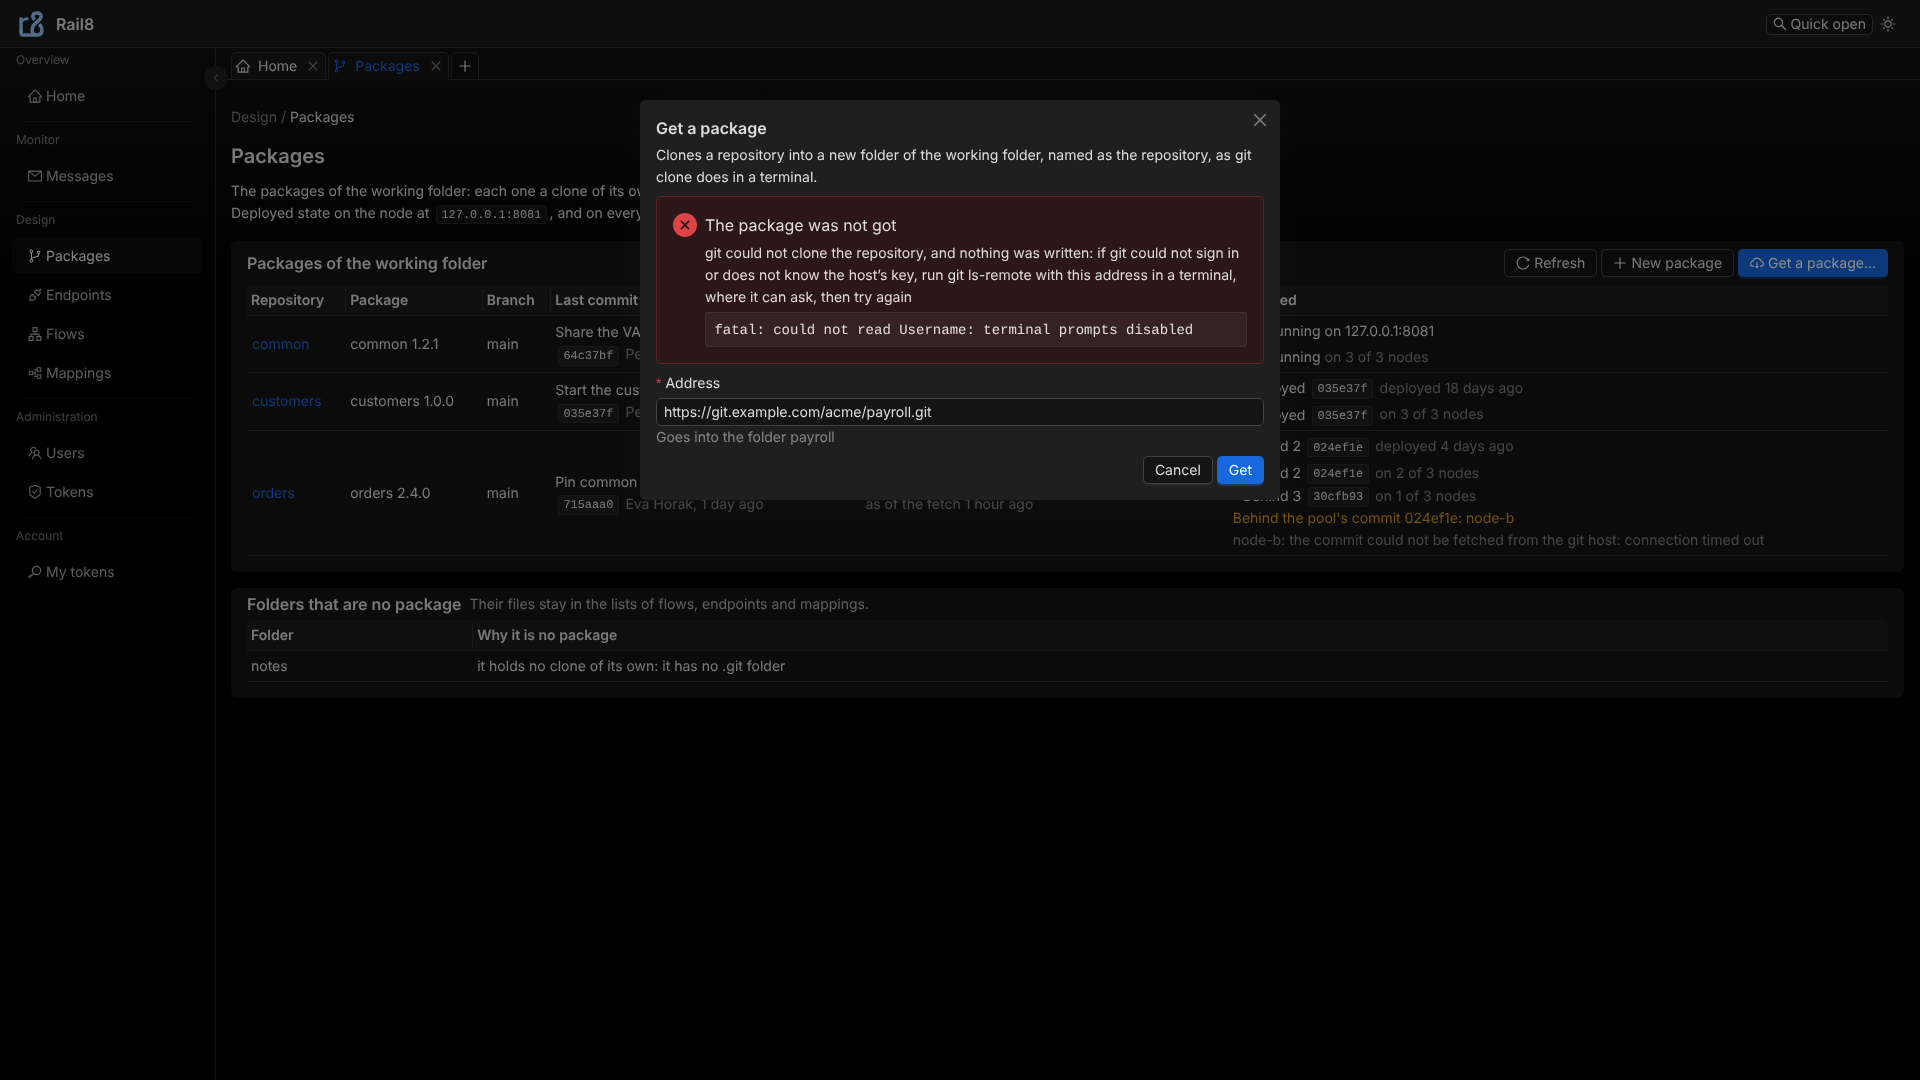 r8 Rail8
Quick open
Overview
Home
Monitor
Messages
Design
Packages
Endpoints
Flows
Mappings
Administration
Users
Tokens
Account
My tokens
Home
Packages
Design / Packages
Packages
The packages of the working folder: each one a clone of its
Deployed state on the node at 127.0.0.1:8081, and on every
Packages of the working folder
Refresh
New package
Get a package...
Repository Package Branch Last commit
common common 1.2.1 main Share the
64c37bf
on 127.0.0.1:8081
on 3 of 3 nodes
customers customers 1.0.0 main Start the
035e37f
035e37f deployed 18 days ago
035e37f on 3 of 3 nodes
orders orders 2.4.0 main Pin common
715aaa0 Eva Horak, 1 day ago
as of the fetch 1 hour ago
2 024ef1e deployed 4 days ago
2 024ef1e on 2 of 3 nodes
3 30cfb93 on 1 of 3 nodes
Behind the pool's commit 024ef1e: node-b
node-b: the commit could not be fetched from the git host: connection timed out
Folders that are no package Their files stay in the lists of flows, endpoints and mappings.
Folder Why it is no package
notes it holds no clone of its own: it has no .git folder
Get a package
Clones a repository into a new folder of the working folder, named as the repository, as git
clone does in a terminal.
The package was not got
git could not clone the repository, and nothing was written: if git could not sign in
or does not know the host’s key, run git ls-remote with this address in a terminal,
where it can ask, then try again
fatal: could not read Username: terminal prompts disabled
* Address
https://git.example.com/acme/payroll.git
Goes into the folder payroll
Cancel
Get